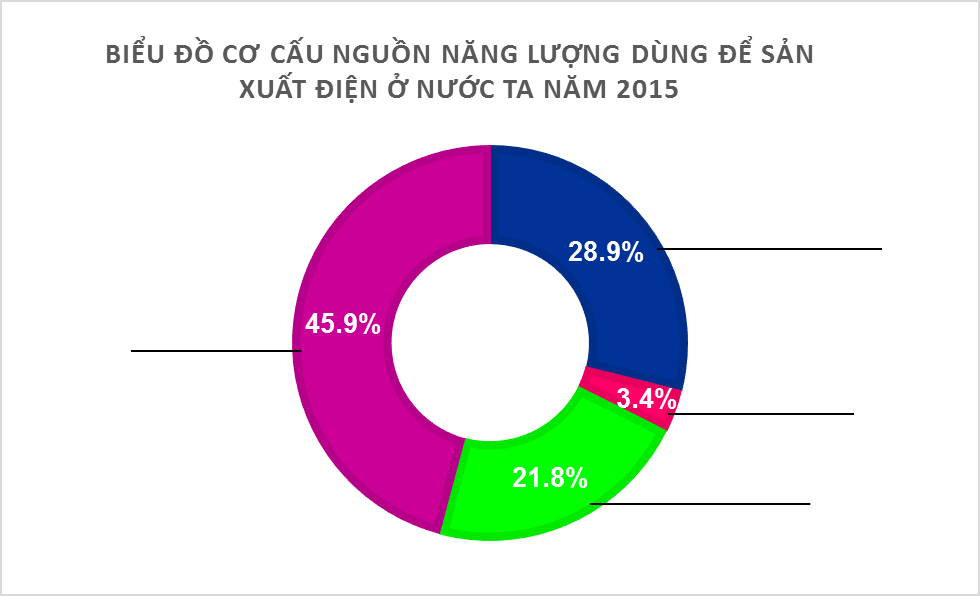 BIỂU ĐỒ CƠ CẤU NGUỒN NĂNG LƯỢNG DÙNG ĐỂ SẢN
XUẤT ĐIỆN Ở NƯỚC TA NĂM 2015
28.9%
45.9%
3.4%
21.8%